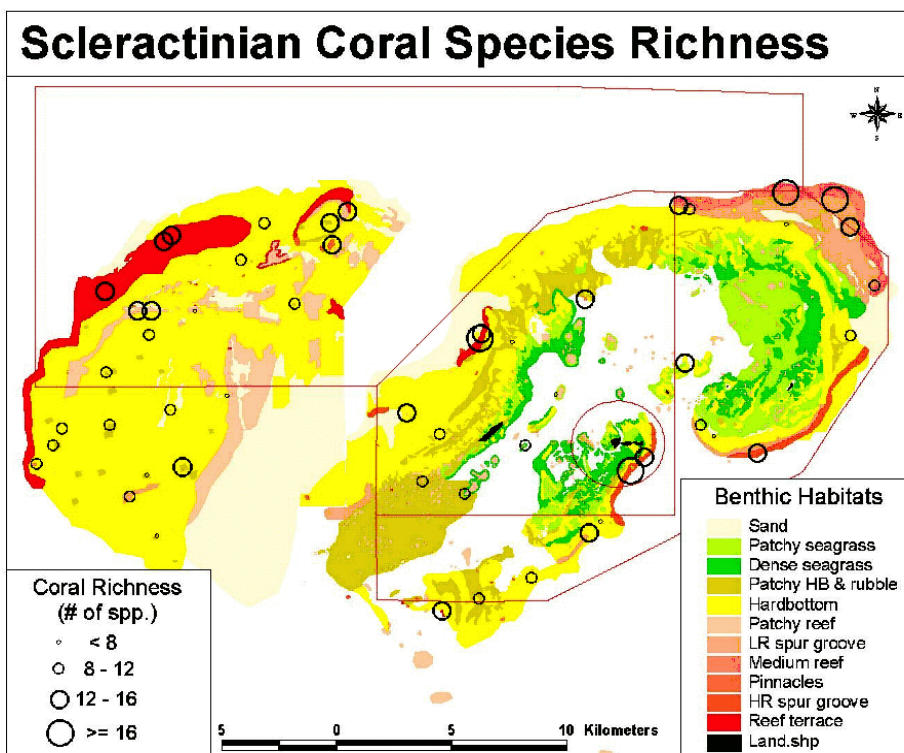 Scleractinian Coral Species Richness
N
W E
S
Benthic Habitats
Sand
Patchy seagrass
Dense seagrass
Patchy HB & rubble
Hardbottom
Patchy reef
LR spur groove
Medium reef
Pinnacles
HR spur groove
Reef terrace
Land.shp
Coral Richness
(# of spp.)
< 8
8 - 12
12 - 16
>= 16
5 0 5 10 Kilometers